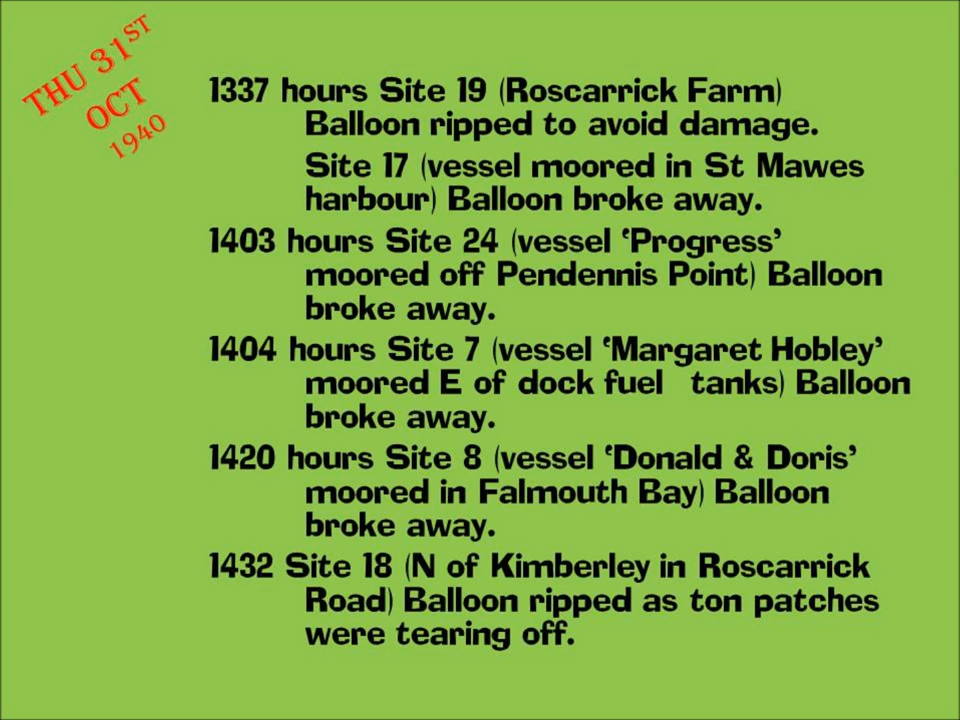 THU 31ST
OCT
1940
1337 hours Site 19 (Roscarrick Farm)
Balloon ripped to avoid damage.
Site 17 (vessel moored in St Mawes
harbour) Balloon broke away.
1403 hours Site 24 (vessel ‘Progress’
moored off Pendennis Point) Balloon
broke away.
1404 hours Site 7 (vessel ‘Margaret Hobley’
moored E of dock fuel tanks) Balloon
broke away.
1420 hours Site 8 (vessel ‘Donald & Doris’
moored in Falmouth Bay) Balloon
broke away.
1432 Site 18 (N of Kimberley in Roscarrick
Road) Balloon ripped as ton patches
were tearing off.